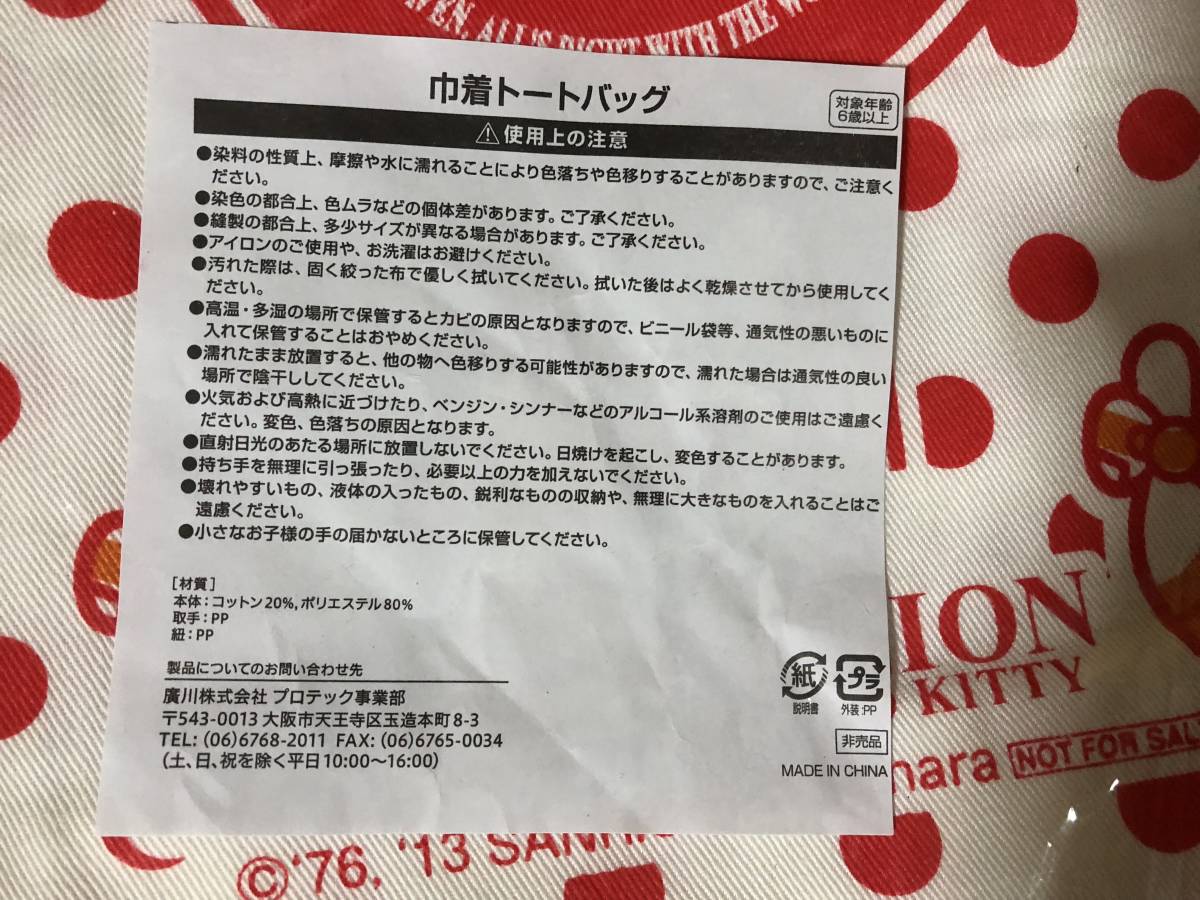 VEN, ALL'S RIGHT WITH THE WO
巾着トートバッグ
対象年齢
6歳以上
⚠使用上の注意
●染料の性質上、摩擦や水に濡れることにより色落ちや色移りすることがありますので、ご注意く
ださい。
●染色の都合上、色ムラなどの個体差があります。ご了承ください。
●縫製の都合上、多少サイズが異なる場合があります。ご了承ください。
●アイロンのご使用や、お洗濯はお避けください。
●汚れた際は、固く絞った布で優しく拭いてください。拭いた後はよく乾燥させてから使用してく
ださい。
●高温・多湿の場所で保管するとカビの原因となりますので、ビニール袋等、通気性の悪いものに
入れて保管することはおやめください。
●濡れたまま放置すると、他の物へ色移りする可能性がありますので、濡れた場合は通気性の良い
場所で陰干ししてください。
●火気および高熱に近づけたり、ベンジン・シンナーなどのアルコール系溶剤のご使用はご遠慮く
ださい。変色、色落ちの原因となります。
●直射日光のあたる場所に放置しないでください。日焼けを起こし、変色することがあります。
●持ち手を無理に引っ張ったり、必要以上の力を加えないでください。
●壊れやすいもの、液体の入ったもの、鋭利なものの収納や、無理に大きなものを入れることはご
遠慮ください。
●小さなお子様の手の届かないところに保管してください。
[材質]
本体:コットン20%, ポリエステル80%
取手:PP
紐:PP
製品についてのお問い合わせ先
廣川株式会社 プロテック事業部
〒543-0013 大阪市天王寺区玉造本町8-3
TEL: (06)6768-2011 FAX: (06)6765-0034
(土、日、祝を除く平日10:00~16:00)
紙
説明書
プラ
外装:PP
非売品
MADE IN CHINA
ION
KITTY
hara NOT FOR SAL
©'76, '13 SANR